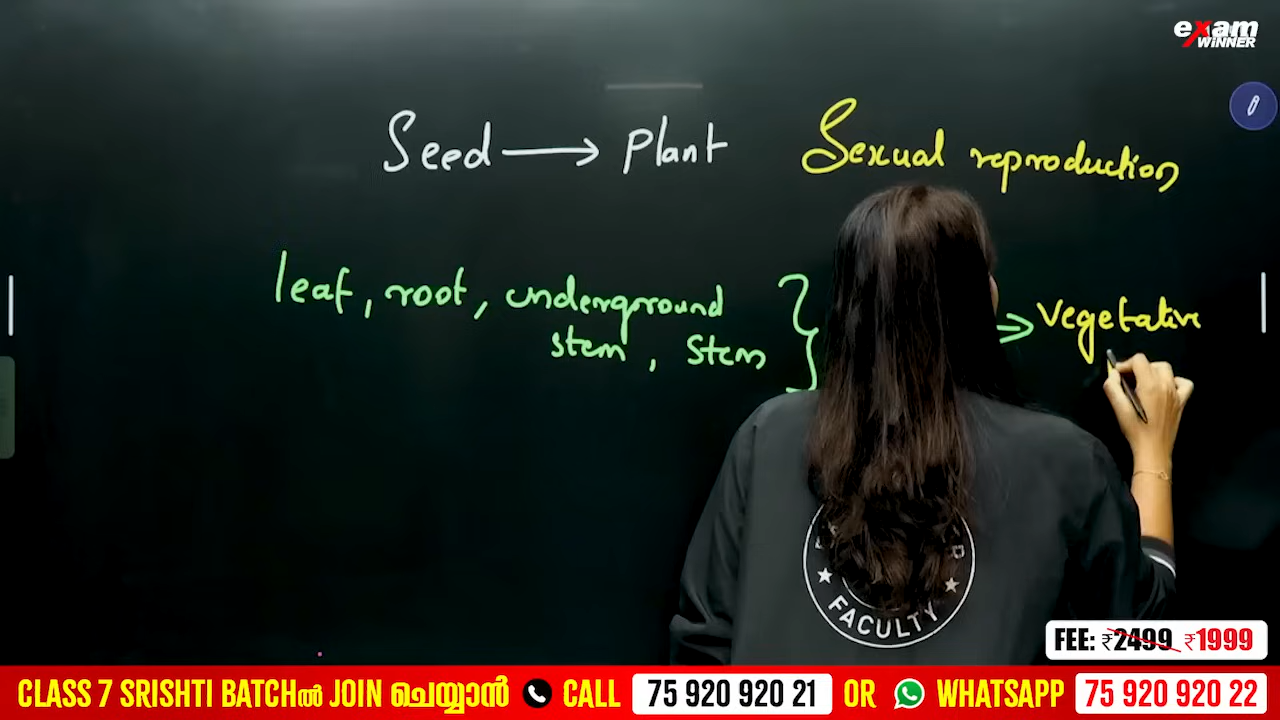 exam
WINNER
Seed → Plant Sexual reproduction
leaf, root, underground
stem, stem } → vegetative
FACULTY
FEE: ₹2499 ₹1999
CLASS 7 SRISHTI BATCHൽ JOIN ചെയ്യാൻ CALL 75 920 920 21 OR WHATSAPP 75 920 920 22